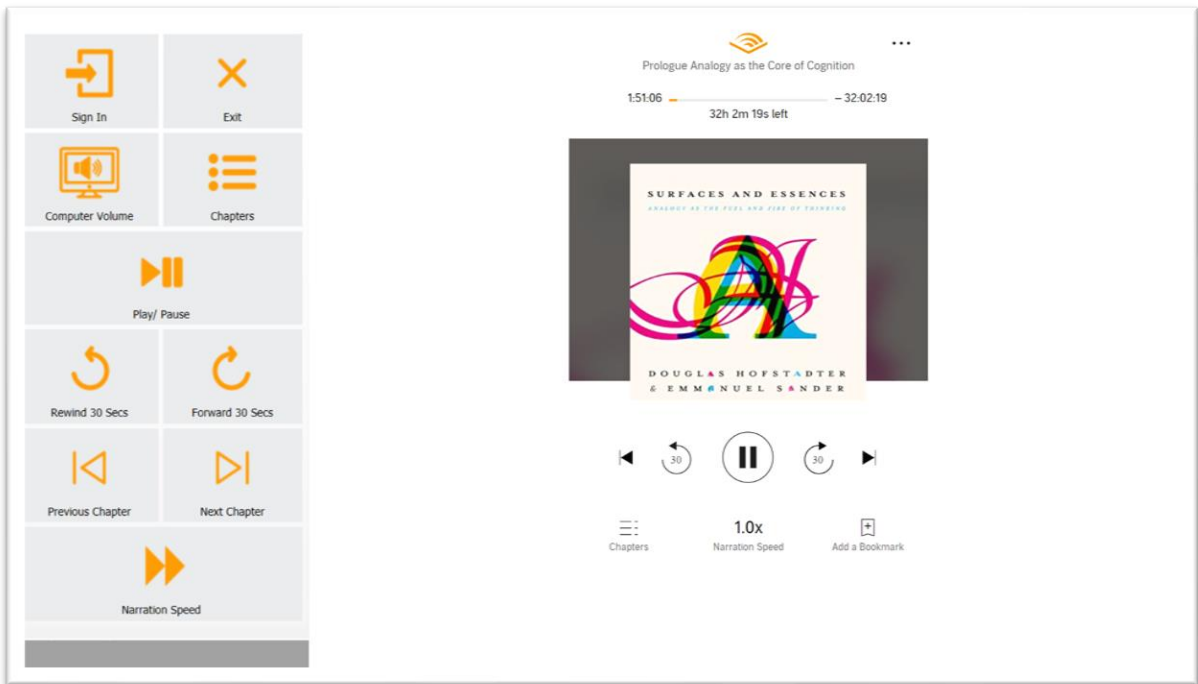 Sign In
Exit
Computer Volume
Chapters
Play/ Pause
Rewind 30 Secs
Forward 30 Secs
Previous Chapter
Next Chapter
Narration Speed
Prologue Analogy as the Core of Cognition
1:51:06
– 32:02:19
32h 2m 19s left
SURFACES AND ESSENCES
ANALOGY AS THE FUEL AND FIRE OF THINKING
DOUGLAS HOFSTADTER
& EMMANUEL SANDER
30
30
Chapters
1.0x
Narration Speed
Add a Bookmark